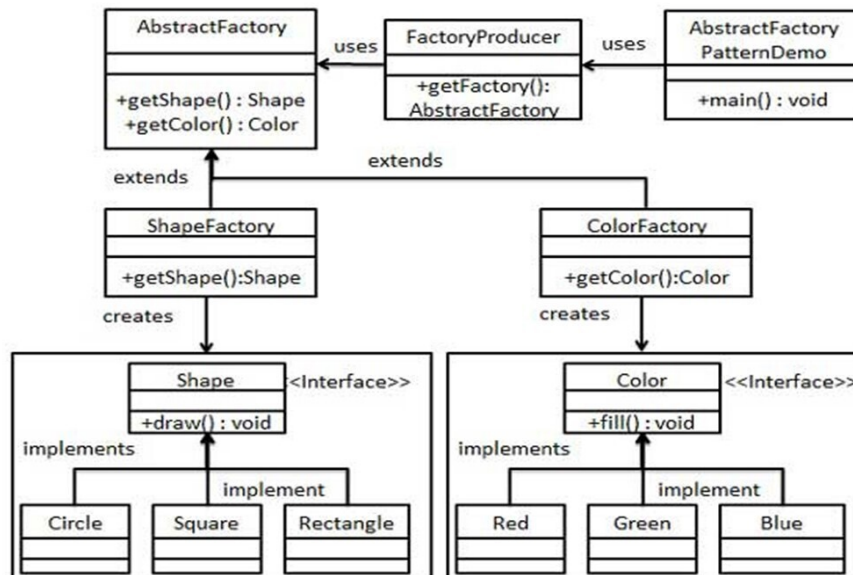 AbstractFactory
+getShape() : Shape
+getColor() : Color
uses
FactoryProducer
+getFactory():
AbstractFactory
uses
AbstractFactory
PatternDemo
+main() : void
extends
extends
ShapeFactory
+getShape():Shape
creates
ColorFactory
+getColor():Color
creates
Shape
<<Interface>>
+draw() : void
implements
implement
Circle
Square
Rectangle
Color
<<Interface>>
+fill() : void
implements
implement
Red
Green
Blue